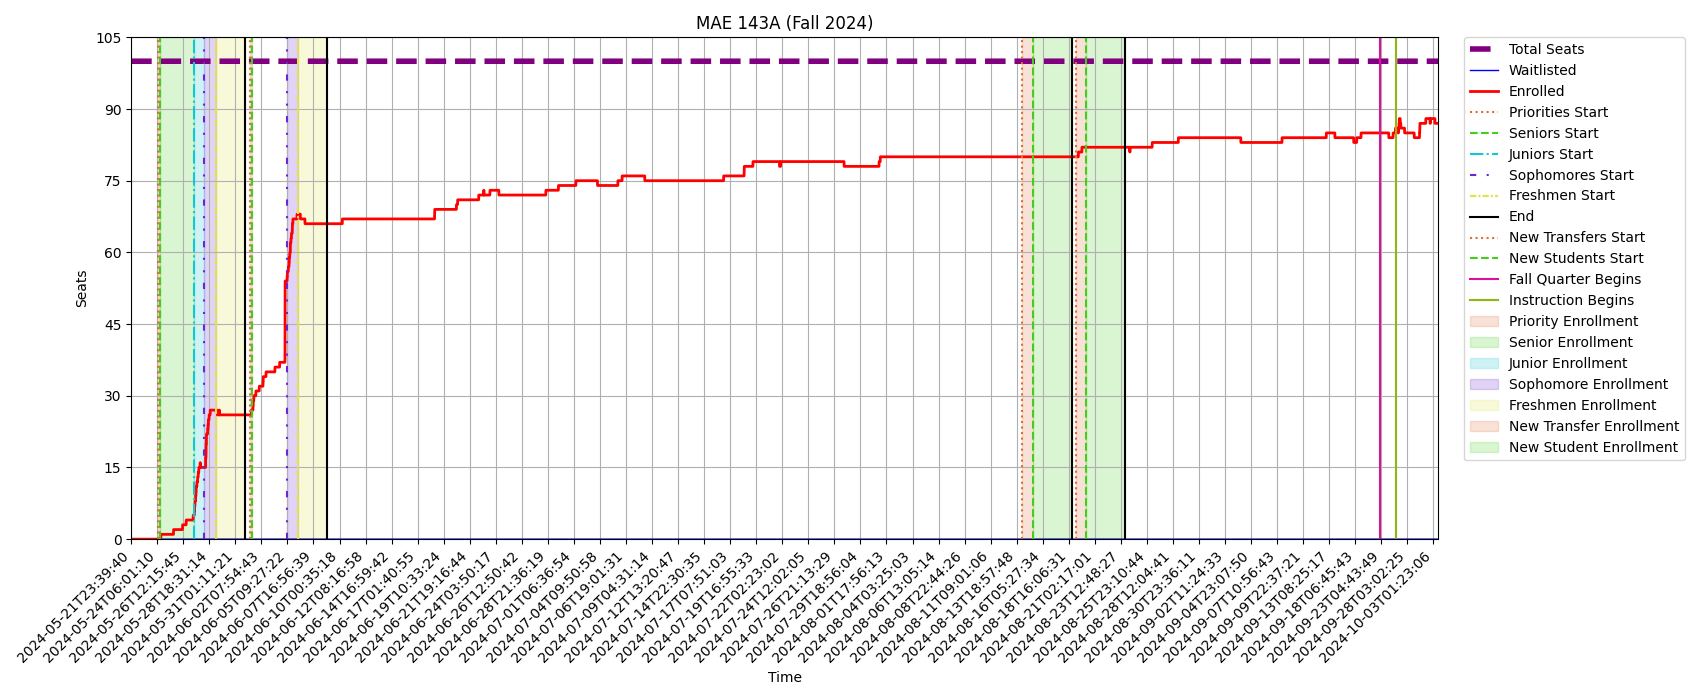 MAE 143A (Fall 2024)
105
90
75
60
45
30
15
0
Seats
2024-05-21T23:39:40
2024-05-24T06:01:10
2024-05-26T12:15:45
2024-05-28T18:31:14
2024-05-31T01:11:21
2024-06-02T07:54:43
2024-06-05T09:27:22
2024-06-07T16:56:39
2024-06-10T00:35:18
2024-06-12T08:16:58
2024-06-14T16:59:42
2024-06-17T01:40:55
2024-06-19T10:33:24
2024-06-21T19:16:44
2024-06-24T03:50:17
2024-06-26T12:50:42
2024-06-28T21:36:19
2024-07-01T06:36:54
2024-07-04T09:50:58
2024-07-06T19:01:31
2024-07-09T04:31:14
2024-07-12T13:20:47
2024-07-14T22:30:35
2024-07-17T07:51:03
2024-07-19T16:55:33
2024-07-22T02:23:02
2024-07-24T12:02:05
2024-07-26T21:13:29
2024-07-29T18:56:04
2024-08-01T17:56:13
2024-08-04T03:25:03
2024-08-06T13:05:14
2024-08-08T22:44:26
2024-08-11T09:01:06
2024-08-13T18:57:48
2024-08-16T05:27:34
2024-08-18T16:06:31
2024-08-21T02:17:01
2024-08-23T12:48:27
2024-08-25T23:10:44
2024-08-28T12:04:41
2024-08-30T23:36:11
2024-09-02T11:24:33
2024-09-04T23:07:50
2024-09-07T10:56:43
2024-09-09T22:37:21
2024-09-13T08:25:17
2024-09-18T06:45:43
2024-09-23T04:43:49
2024-09-28T03:02:25
2024-10-03T01:23:06
Time
Total Seats
Waitlisted
Enrolled
Priorities Start
Seniors Start
Juniors Start
Sophomores Start
Freshmen Start
End
New Transfers Start
New Students Start
Fall Quarter Begins
Instruction Begins
Priority Enrollment
Senior Enrollment
Junior Enrollment
Sophomore Enrollment
Freshmen Enrollment
New Transfer Enrollment
New Student Enrollment